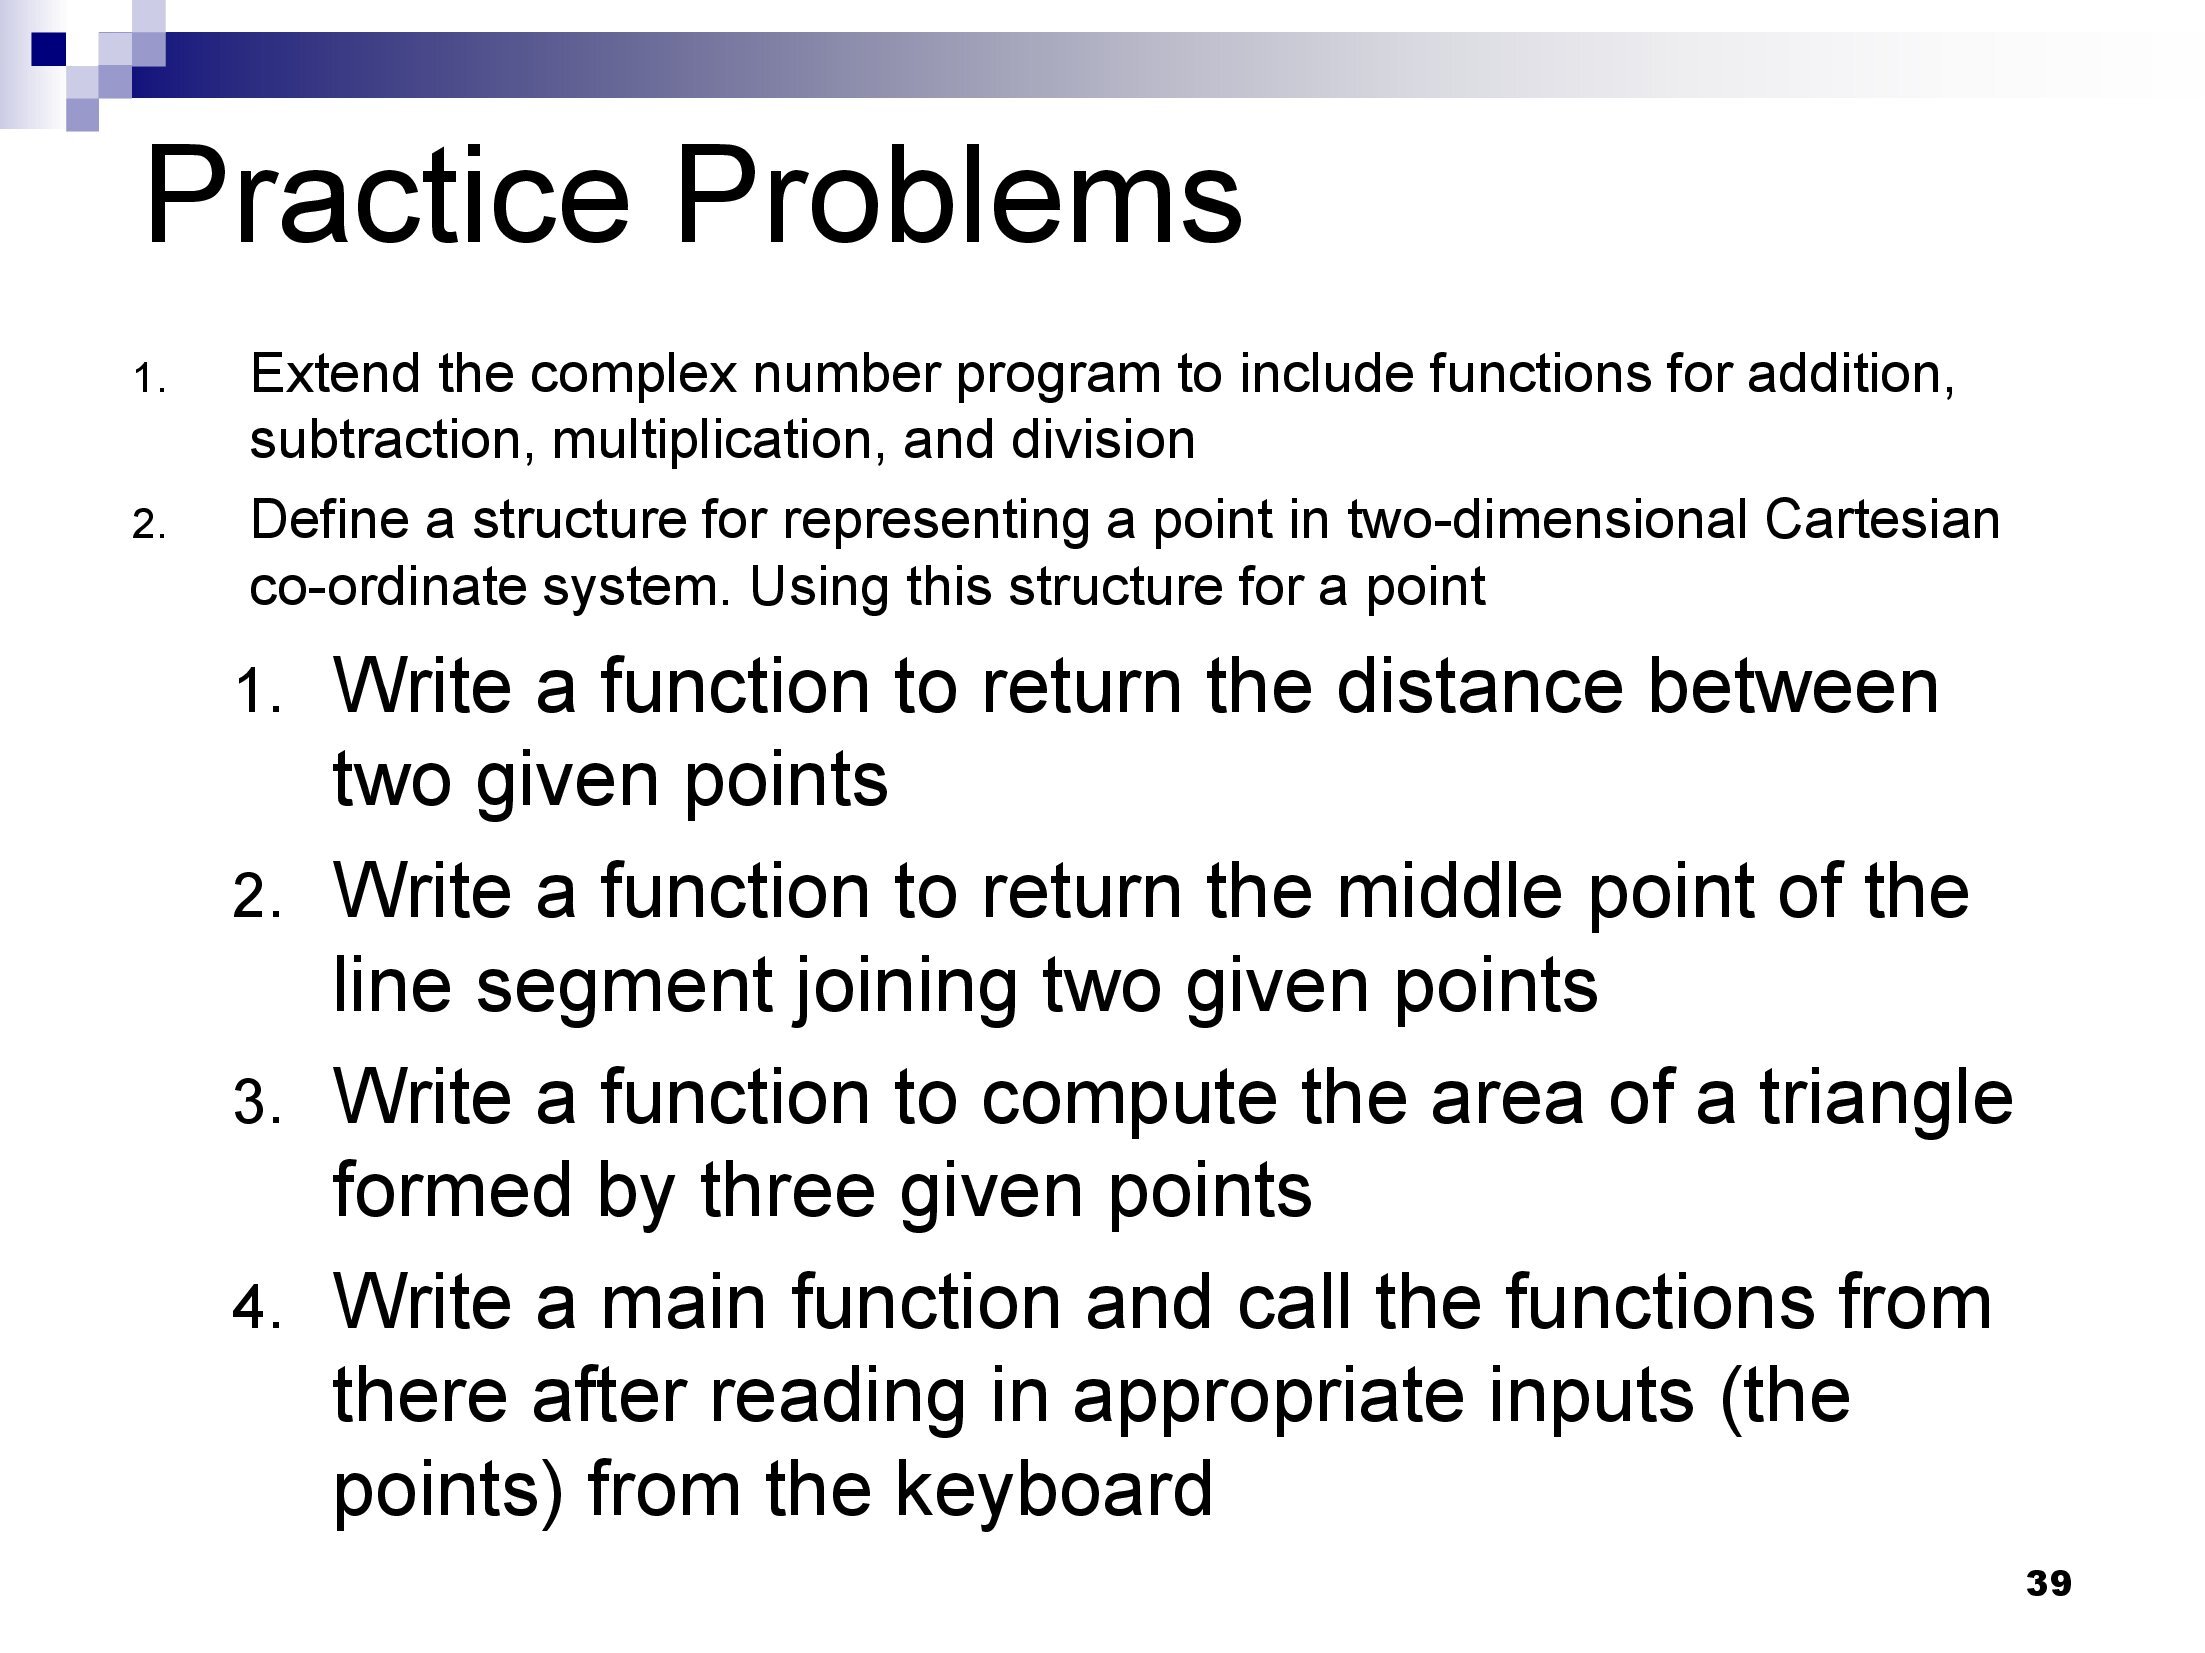 Practice Problems
1. Extend the complex number program to include functions for addition,
subtraction, multiplication, and division
2. Define a structure for representing a point in two-dimensional Cartesian
co-ordinate system. Using this structure for a point
1. Write a function to return the distance between
two given points
2. Write a function to return the middle point of the
line segment joining two given points
3. Write a function to compute the area of a triangle
formed by three given points
4. Write a main function and call the functions from
there after reading in appropriate inputs (the
points) from the keyboard
39